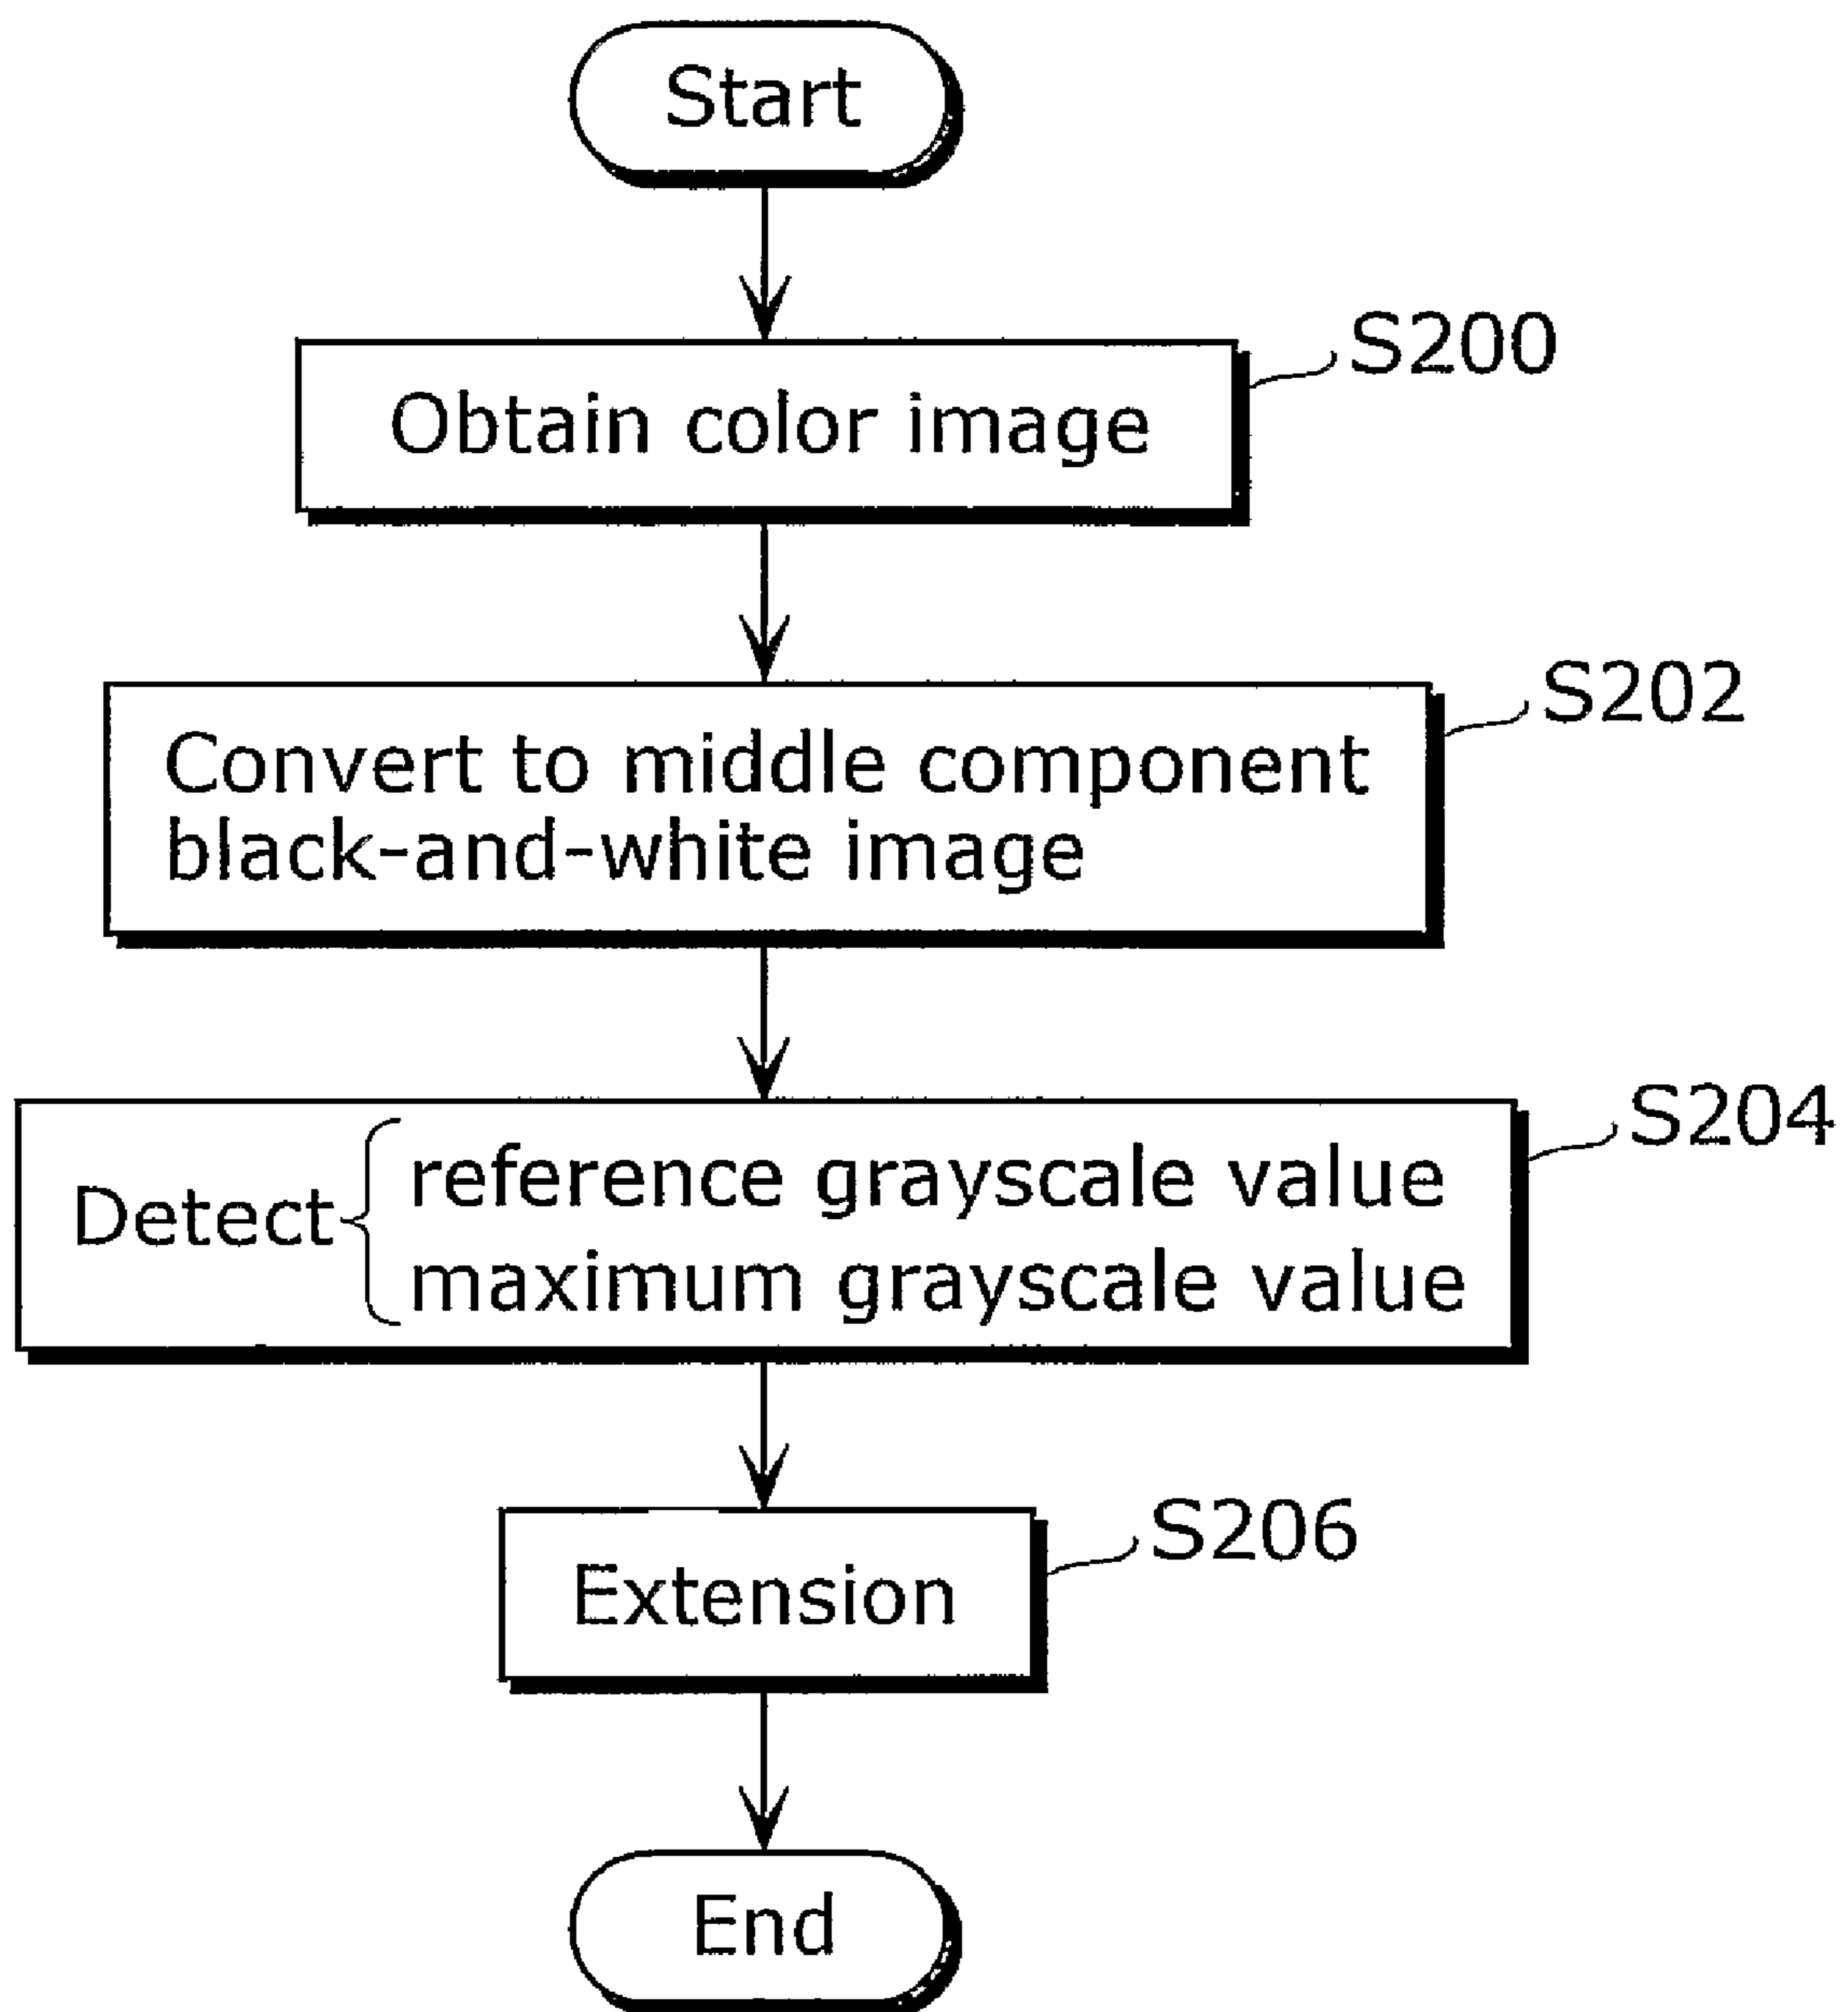 Start
S200
Obtain color image
S202
Convert to middle component
black-and-white image
S204
Detect
reference grayscale value
maximum grayscale value
S206
Extension
End